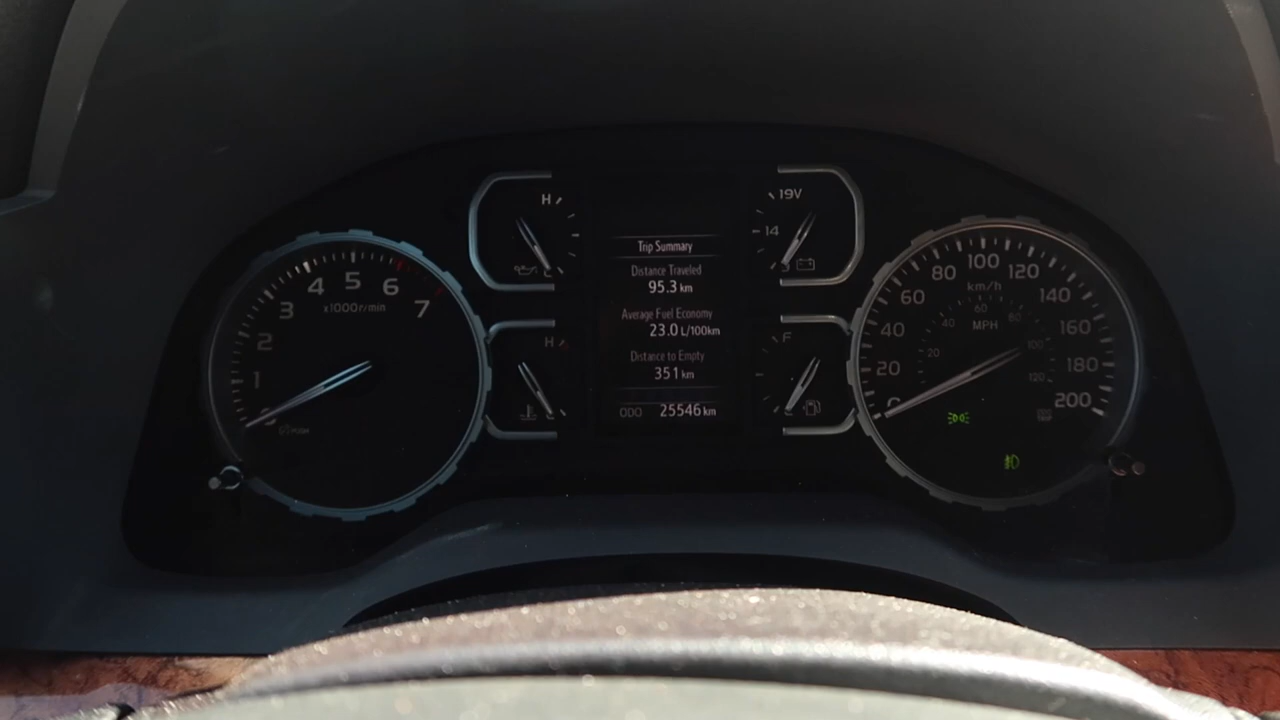 0
1
2
3
4
5
6
7
x1000r/min
H
H
Trip Summary
Distance Traveled
95.3 km
Average Fuel Economy
23.0 L/100km
Distance to Empty
351 km
ODO 25546 km
19V
14
F
0
20
40
60
80
100
120
140
160
180
200
km/h
20
40
60
80
100
120
MPH